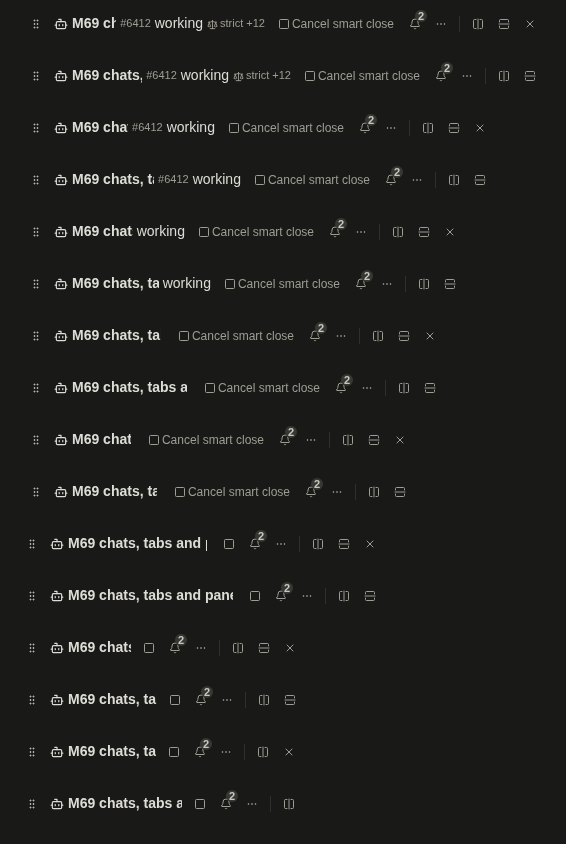 M69 cl #6412 working strict +12 Cancel smart close 2
M69 chats, #6412 working strict +12 Cancel smart close 2
M69 cha #6412 working Cancel smart close 2
M69 chats, t #6412 working Cancel smart close 2
M69 chat working Cancel smart close 2
M69 chats, ta working Cancel smart close 2
M69 chats, ta Cancel smart close 2
M69 chats, tabs a Cancel smart close 2
M69 chat Cancel smart close 2
M69 chats, ta Cancel smart close 2
M69 chats, tabs and 2
M69 chats, tabs and pane 2
M69 chats 2
M69 chats, ta 2
M69 chats, ta 2
M69 chats, tabs a 2